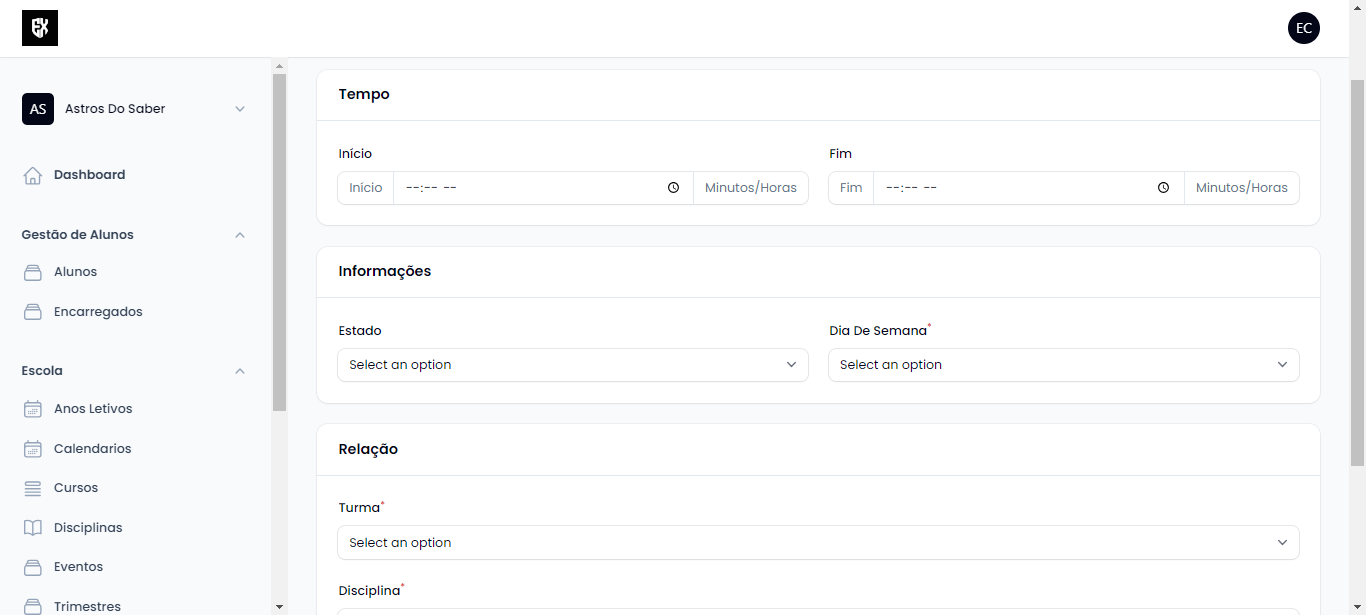 EC
AS Astros Do Saber
Dashboard
Gestão de Alunos
Alunos
Encarregados
Escola
Anos Letivos
Calendarios
Cursos
Disciplinas
Eventos
Trimestres
Tempo
Início Fim
Início --:-- -- Minutos/Horas Fim --:-- -- Minutos/Horas
Informações
Estado Dia De Semana*
Select an option Select an option
Relação
Turma*
Select an option
Disciplina*